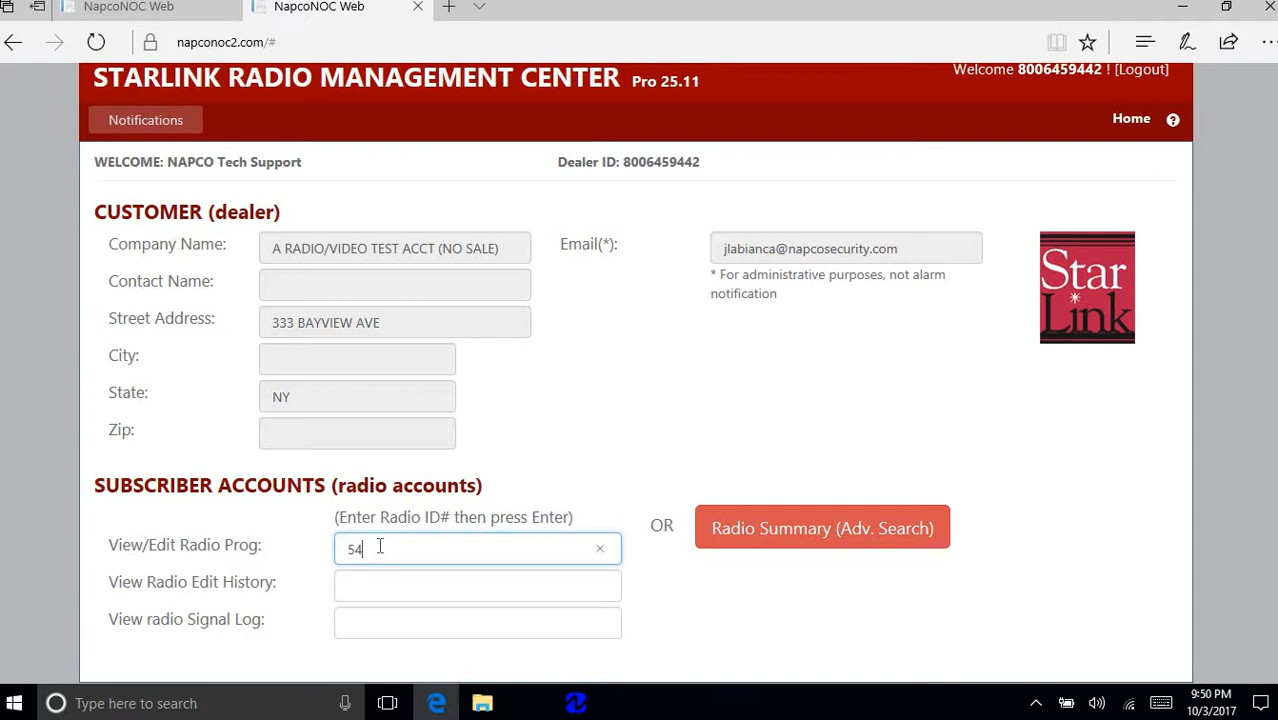 NapcoNOC Web
NapcoNOC Web
napconoc2.com/#
STARLINK RADIO MANAGEMENT CENTER Pro 25.11
Welcome 8006459442 ! [Logout]
Notifications
Home
WELCOME: NAPCO Tech Support
Dealer ID: 8006459442
CUSTOMER (dealer)
Company Name: A RADIO/VIDEO TEST ACCT (NO SALE)
Email(*): jlabianca@napcosecurity.com
* For administrative purposes, not alarm
notification
Contact Name:
Street Address: 333 BAYVIEW AVE
City:
State: NY
Zip:
Star
Link
SUBSCRIBER ACCOUNTS (radio accounts)
(Enter Radio ID# then press Enter)
View/Edit Radio Prog: 54
OR
Radio Summary (Adv. Search)
View Radio Edit History:
View radio Signal Log:
Type here to search
9:50 PM
10/3/2017